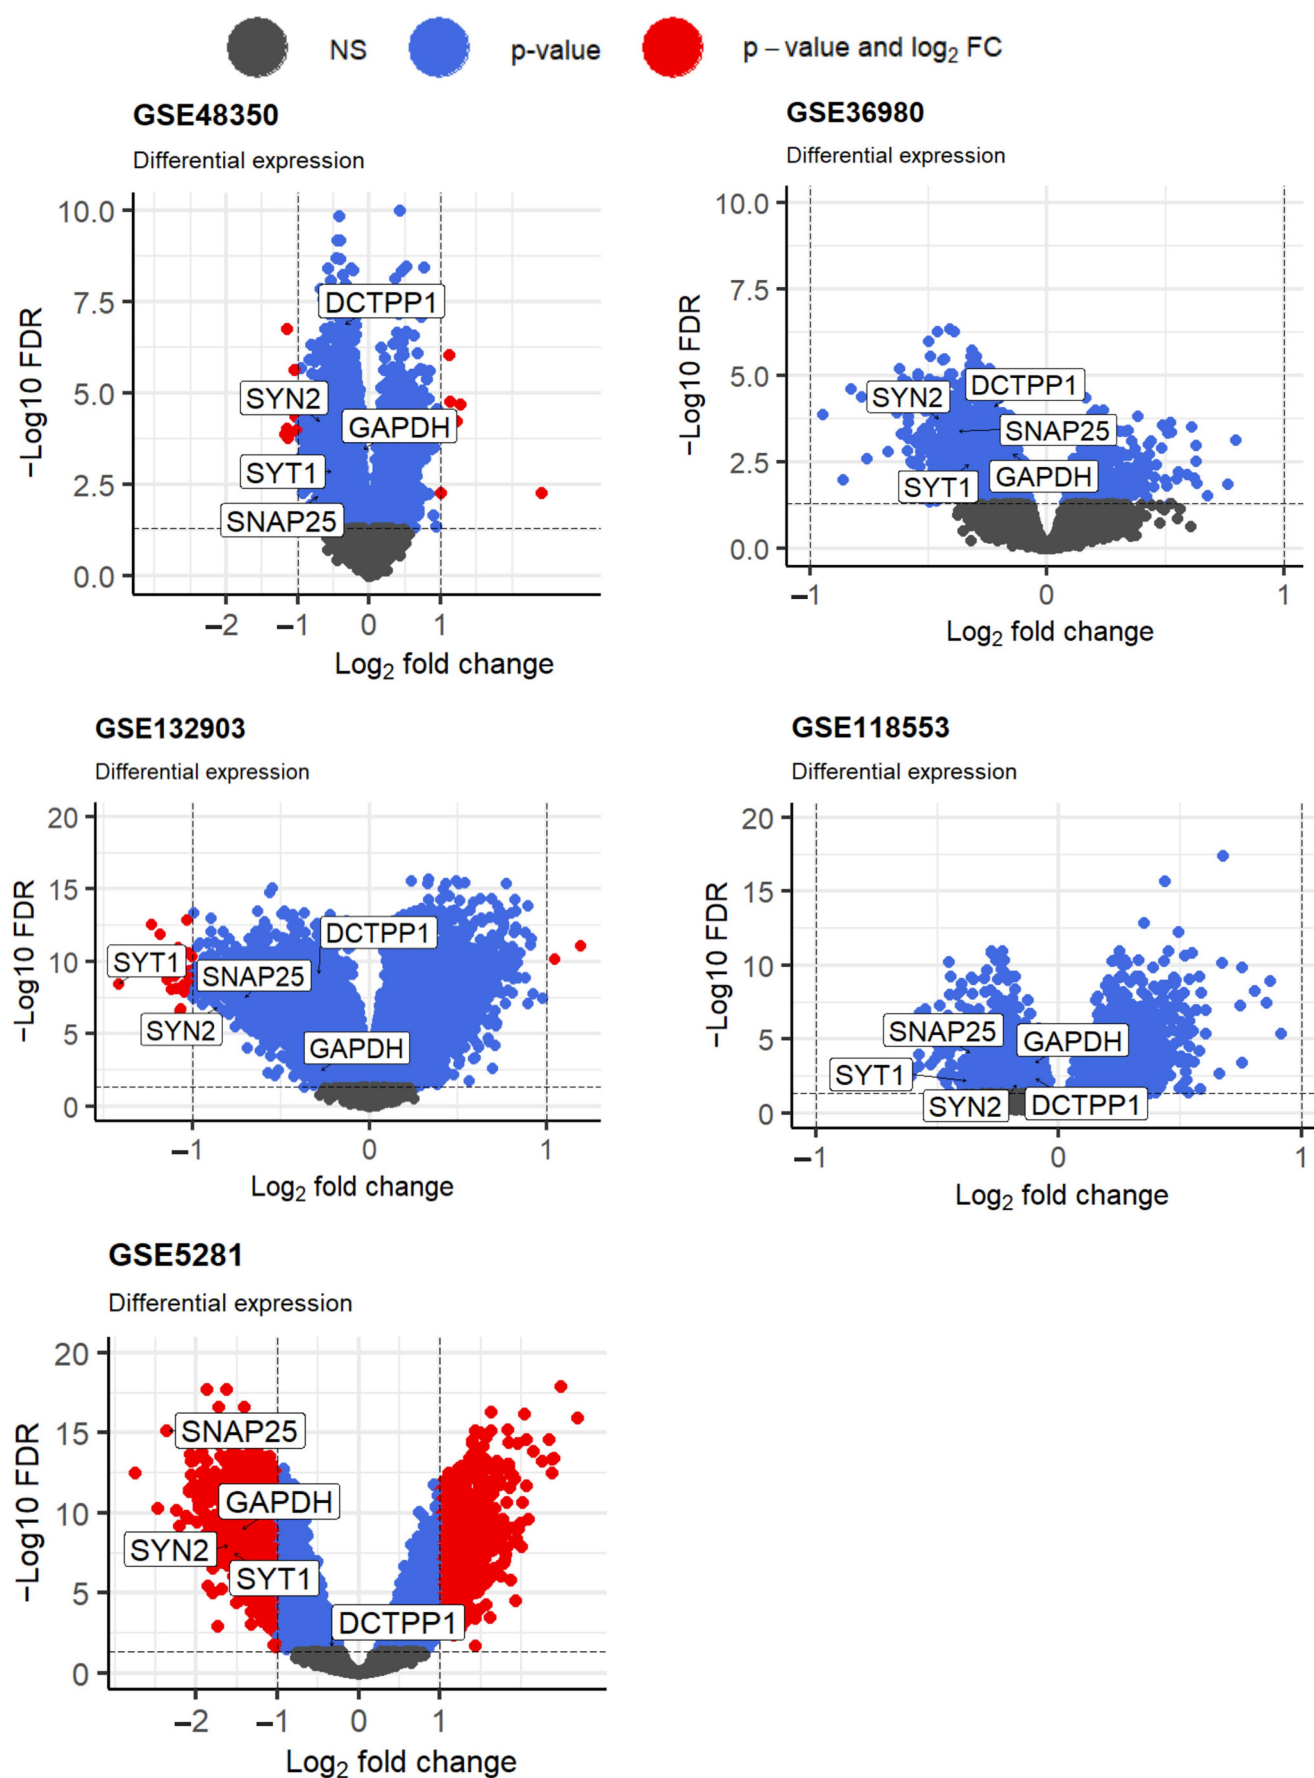 NS p-value p – value and log₂ FC
GSE48350
Differential expression
10.0
7.5
5.0
2.5
0.0
−Log10 FDR
DCTPP1
SYN2
GAPDH
SYT1
SNAP25
−2 −1 0 1
Log₂ fold change
GSE36980
Differential expression
10.0
7.5
5.0
2.5
0.0
−Log10 FDR
DCTPP1
SYN2
SNAP25
SYT1
GAPDH
−1 0 1
Log₂ fold change
GSE132903
Differential expression
20
15
10
5
0
−Log10 FDR
DCTPP1
SYT1
SNAP25
SYN2
GAPDH
−1 0 1
Log₂ fold change
GSE118553
Differential expression
20
15
10
5
0
−Log10 FDR
SNAP25
GAPDH
SYT1
SYN2
DCTPP1
−1 0 1
Log₂ fold change
GSE5281
Differential expression
20
15
10
5
0
−Log10 FDR
SNAP25
GAPDH
SYN2
SYT1
DCTPP1
−2 −1 0 1
Log₂ fold change